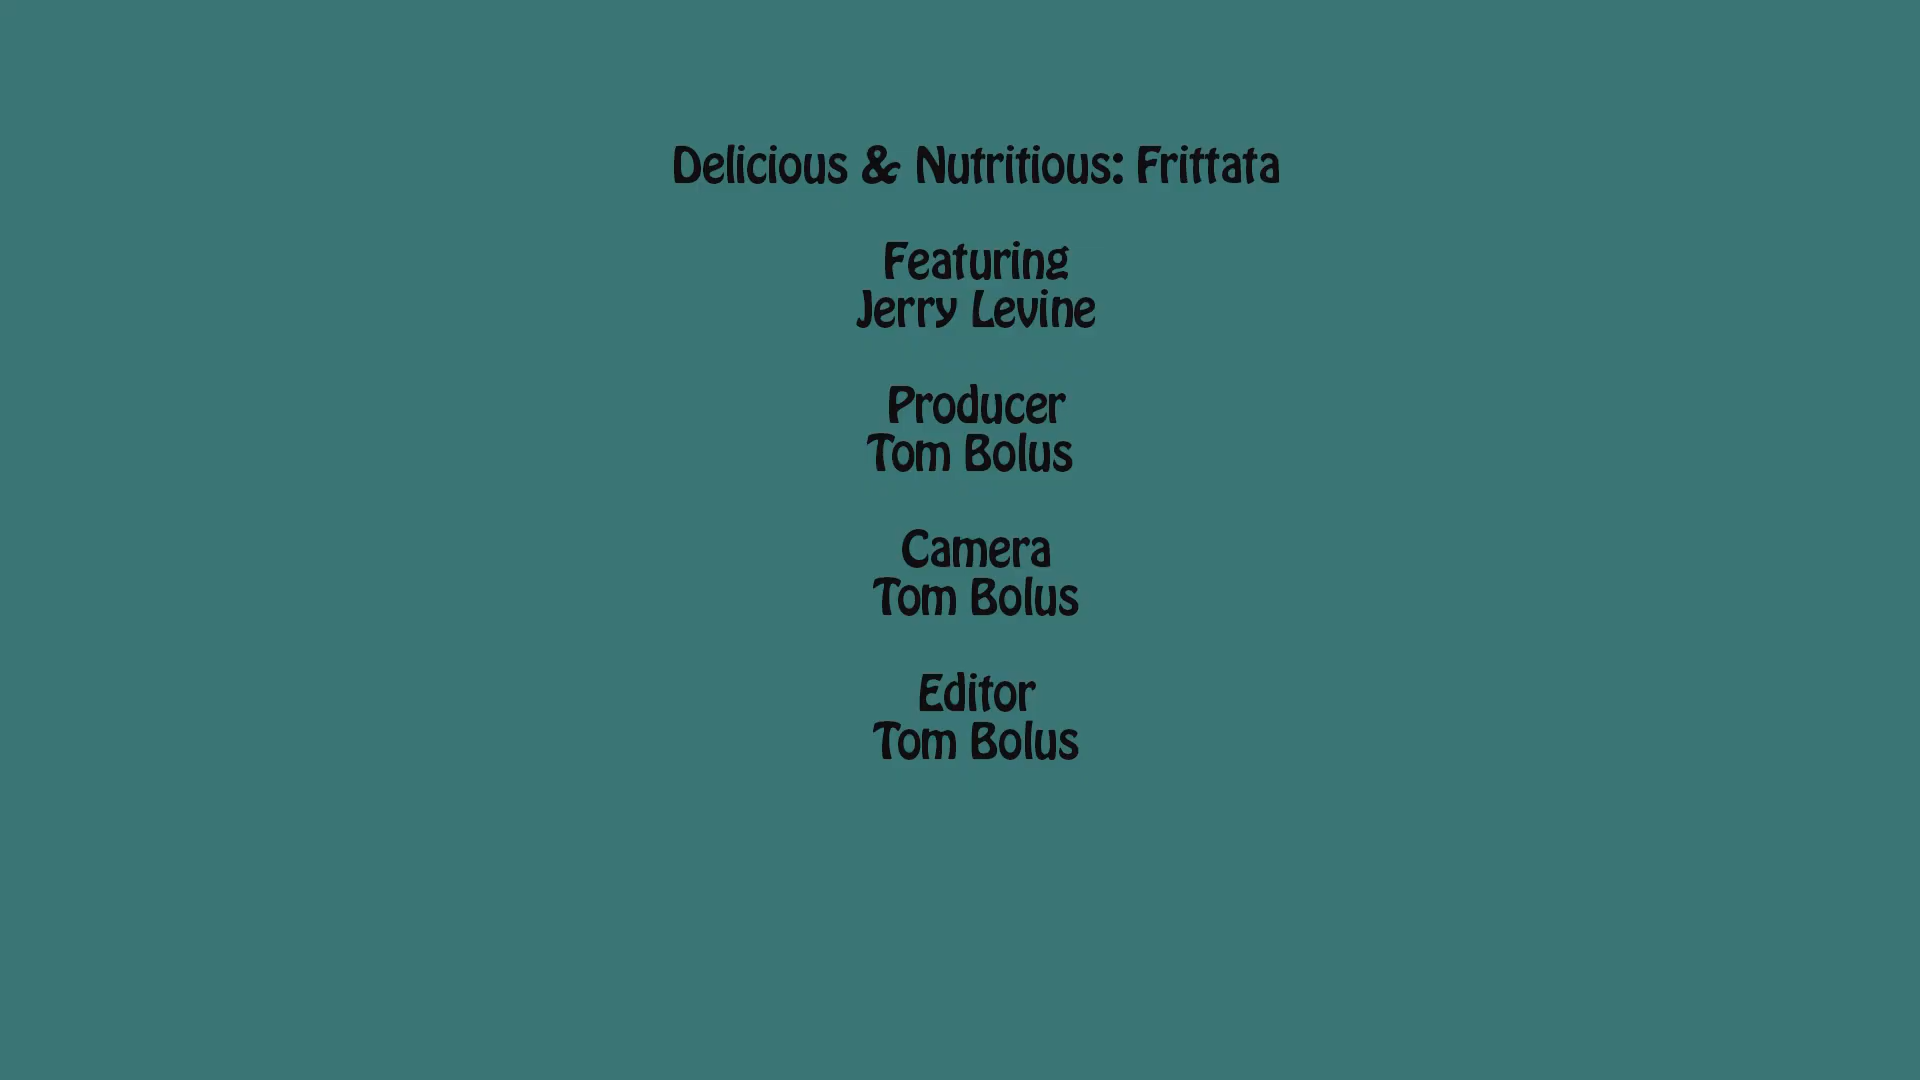 Delicious & Nutritious: Frittata
Featuring
Jerry Levine
Producer
Tom Bolus
Camera
Tom Bolus
Editor
Tom Bolus